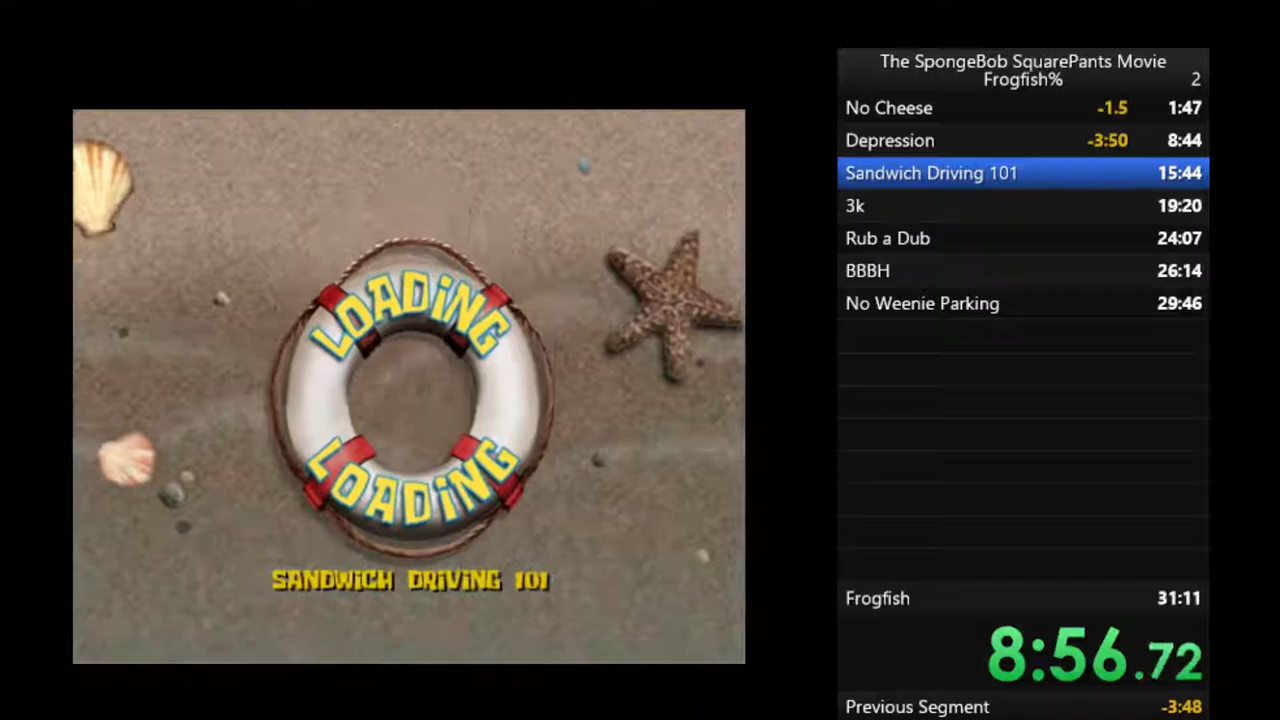 LOADING
LOADING
SANDWICH DRIVING 101
The SpongeBob SquarePants Movie
Frogfish% 2
No Cheese -1.5 1:47
Depression -3:50 8:44
Sandwich Driving 101 15:44
3k 19:20
Rub a Dub 24:07
BBBH 26:14
No Weenie Parking 29:46
Frogfish 31:11
8:56.72
Previous Segment -3:48